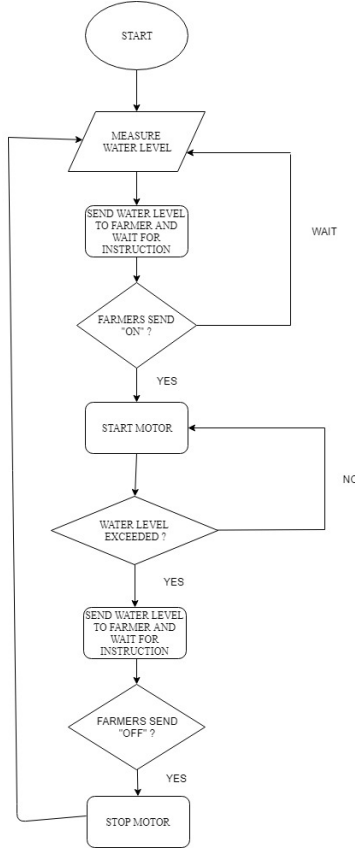 START
MEASURE
WATER LEVEL
SEND WATER LEVEL
TO FARMER AND
WAIT FOR
INSTRUCTION
WAIT
FARMERS SEND
"ON" ?
YES
START MOTOR
NO
WATER LEVEL
EXCEEDED ?
YES
SEND WATER LEVEL
TO FARMER AND
WAIT FOR
INSTRUCTION
FARMERS SEND
"OFF" ?
YES
STOP MOTOR